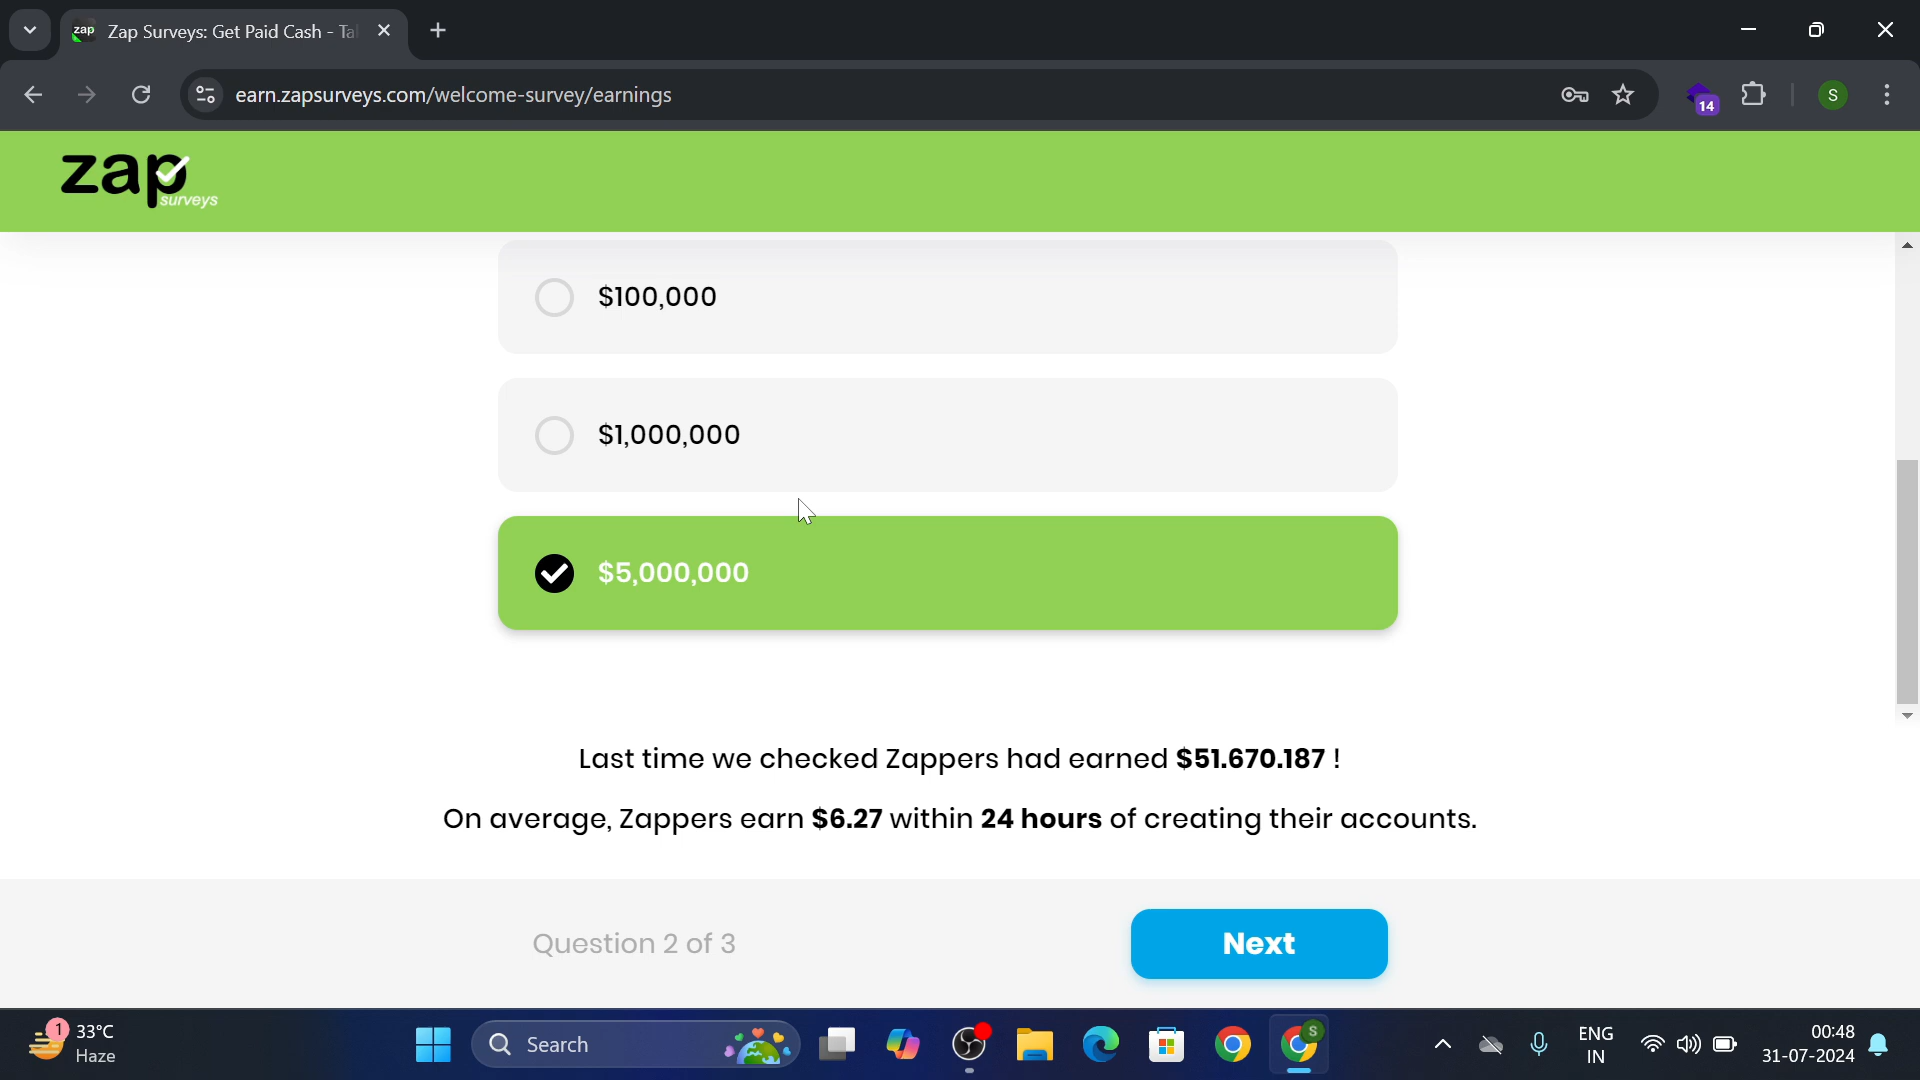 zap Zap Surveys: Get Paid Cash - Ta
earn.zapsurveys.com/welcome-survey/earnings
14
S
zap
surveys
$100,000
$1,000,000
$5,000,000
Last time we checked Zappers had earned $51.670.187 !
On average, Zappers earn $6.27 within 24 hours of creating their accounts.
Question 2 of 3
Next
1
33°C
Haze
Search
S
ENG
IN
00:48
31-07-2024